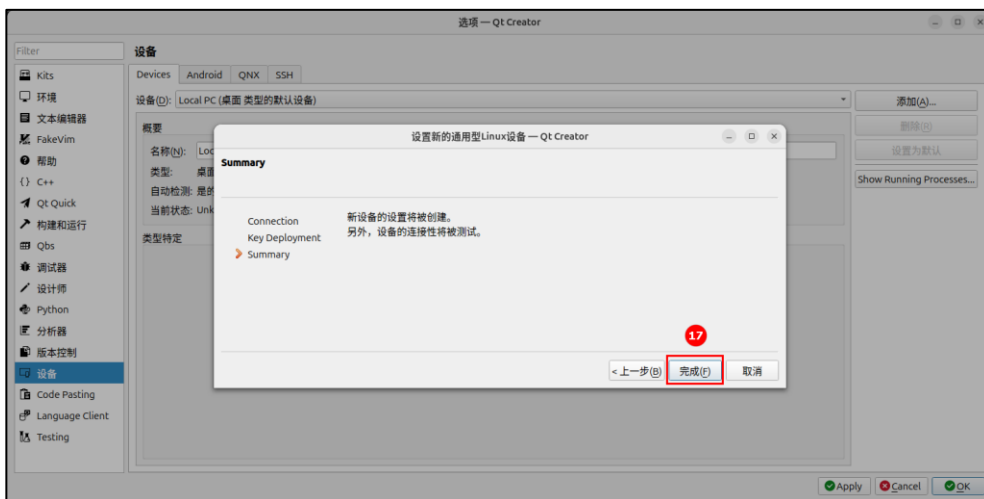 选项 — Qt Creator
Filter
Kits
环境
文本编辑器
FakeVim
帮助
{} C++
Qt Quick
构建和运行
Qbs
调试器
设计师
Python
分析器
版本控制
设备
Code Pasting
Language Client
Testing
设备
Devices Android QNX SSH
设备(D): Local PC (桌面 类型的默认设备)
添加(A)...
删除(R)
设置为默认
Show Running Processes...
概要
名称(N): Loc
类型: 桌面
自动检测: 是的
当前状态: Unk
类型特定
设置新的通用型Linux设备 — Qt Creator
Summary
Connection
Key Deployment
Summary
新设备的设置将被创建。
另外，设备的连接性将被测试。
17
< 上一步(B) 完成(F) 取消
Apply Cancel OK